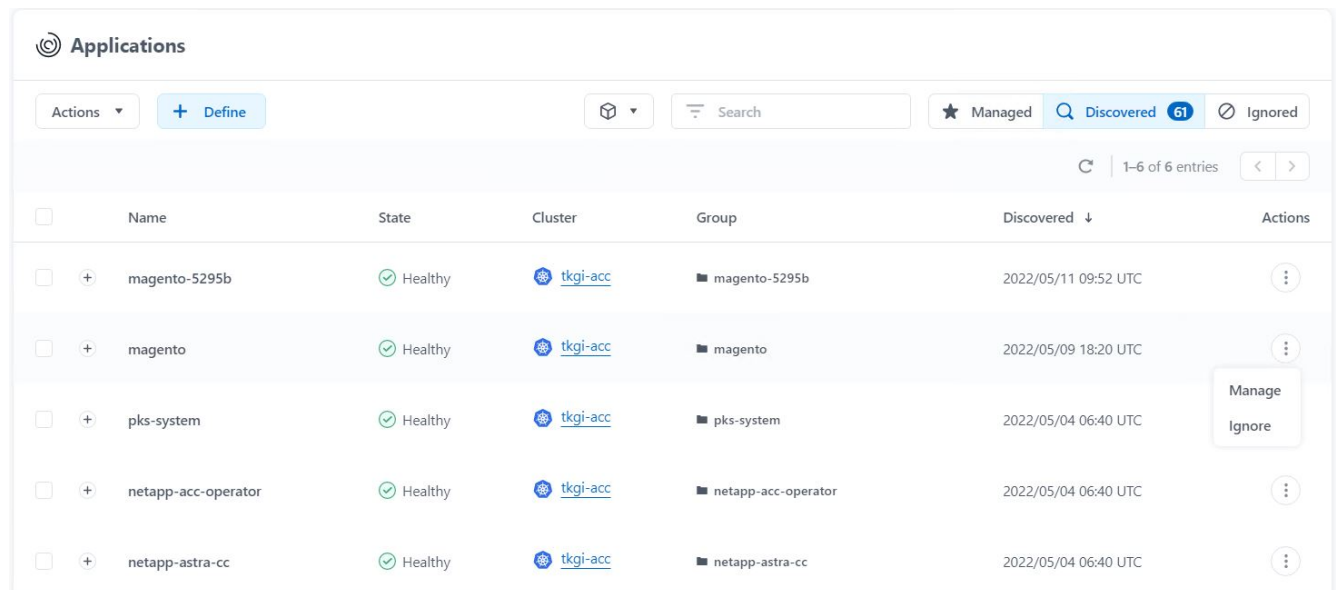 Applications
Actions Define Search Managed Discovered 61 Ignored
1–6 of 6 entries
Name State Cluster Group Discovered ↓ Actions
magento-5295b Healthy tkgi-acc magento-5295b 2022/05/11 09:52 UTC
magento Healthy tkgi-acc magento 2022/05/09 18:20 UTC
Manage
pks-system Healthy tkgi-acc pks-system 2022/05/04 06:40 UTC
Ignore
netapp-acc-operator Healthy tkgi-acc netapp-acc-operator 2022/05/04 06:40 UTC
netapp-astra-cc Healthy tkgi-acc netapp-astra-cc 2022/05/04 06:40 UTC